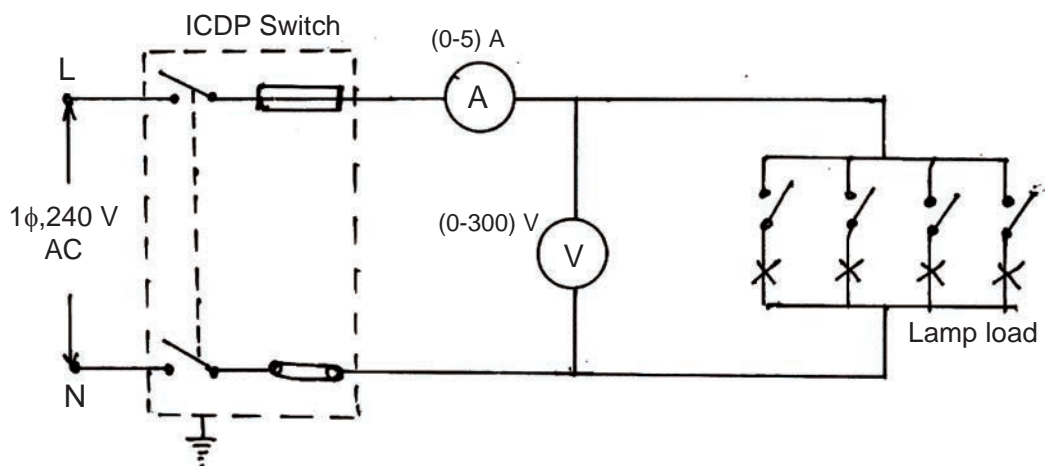 ICDP Switch
(0-5) A
L
A
1φ,240 V
AC
(0-300) V
V
Lamp load
N